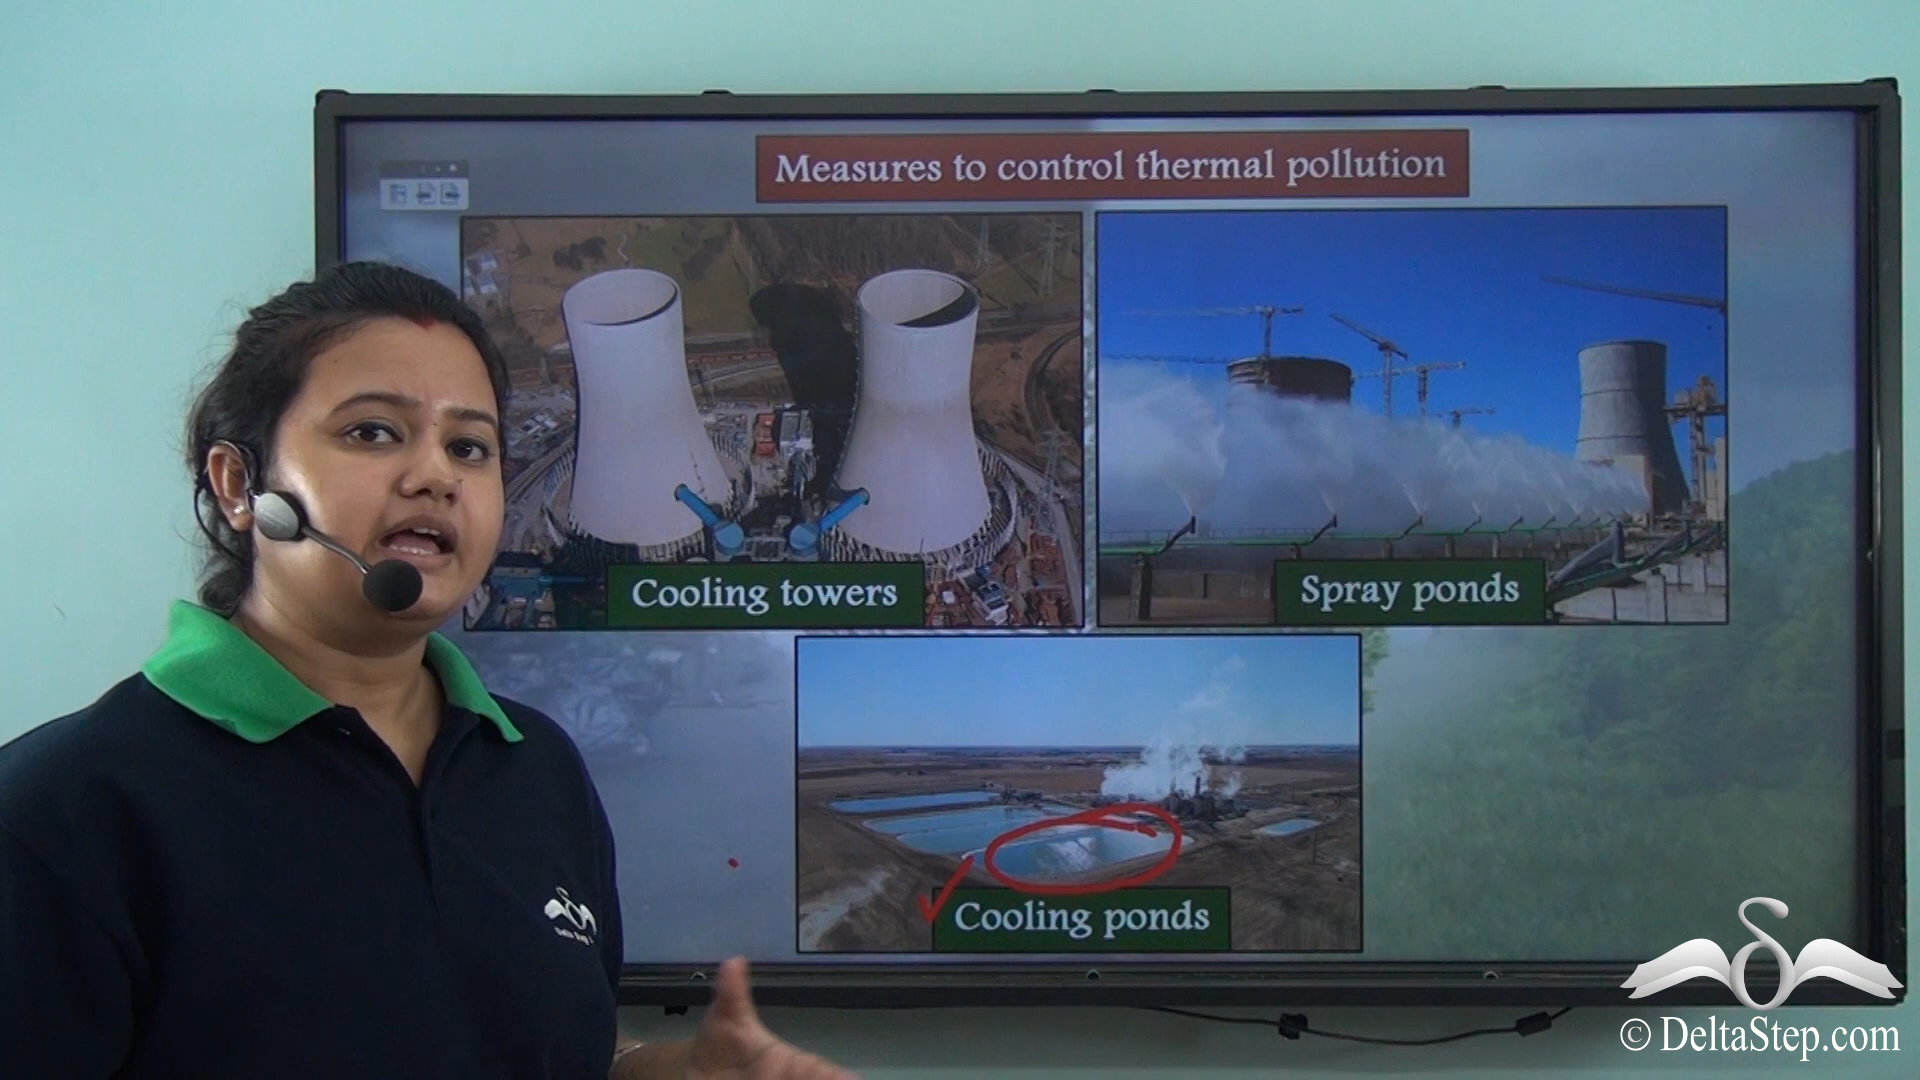 Measures to control thermal pollution
Cooling towers
Spray ponds
Cooling ponds
© DeltaStep.com